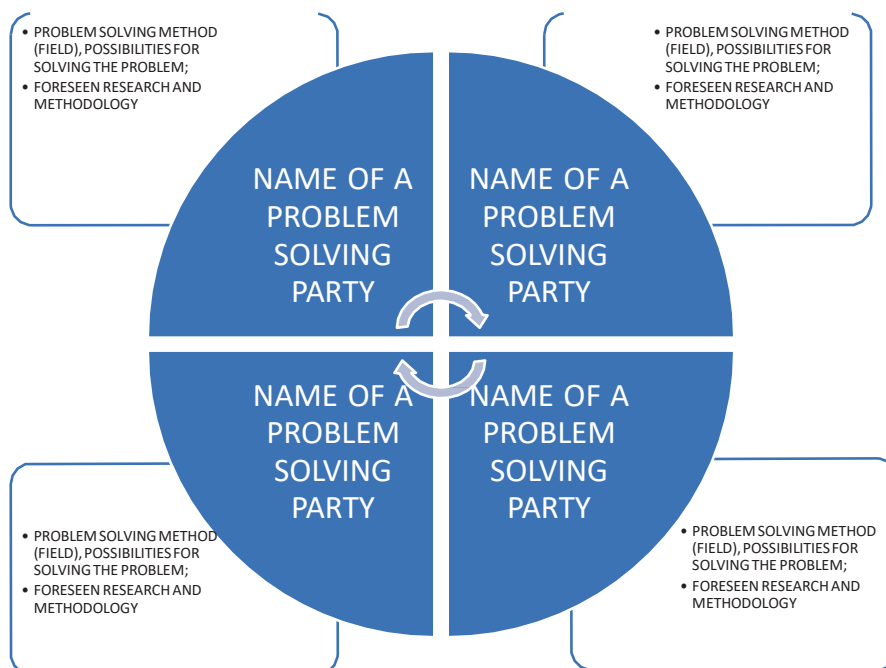 • PROBLEM SOLVING METHOD
(FIELD), POSSIBILITIES FOR
SOLVING THE PROBLEM;
• FORESEEN RESEARCH AND
METHODOLOGY
• PROBLEM SOLVING METHOD
(FIELD), POSSIBILITIES FOR
SOLVING THE PROBLEM;
• FORESEEN RESEARCH AND
METHODOLOGY
NAME OF A
PROBLEM
SOLVING
PARTY
NAME OF A
PROBLEM
SOLVING
PARTY
NAME OF A
PROBLEM
SOLVING
PARTY
NAME OF A
PROBLEM
SOLVING
PARTY
• PROBLEM SOLVING METHOD
(FIELD), POSSIBILITIES FOR
SOLVING THE PROBLEM;
• FORESEEN RESEARCH AND
METHODOLOGY
• PROBLEM SOLVING METHOD
(FIELD), POSSIBILITIES FOR
SOLVING THE PROBLEM;
• FORESEEN RESEARCH AND
METHODOLOGY